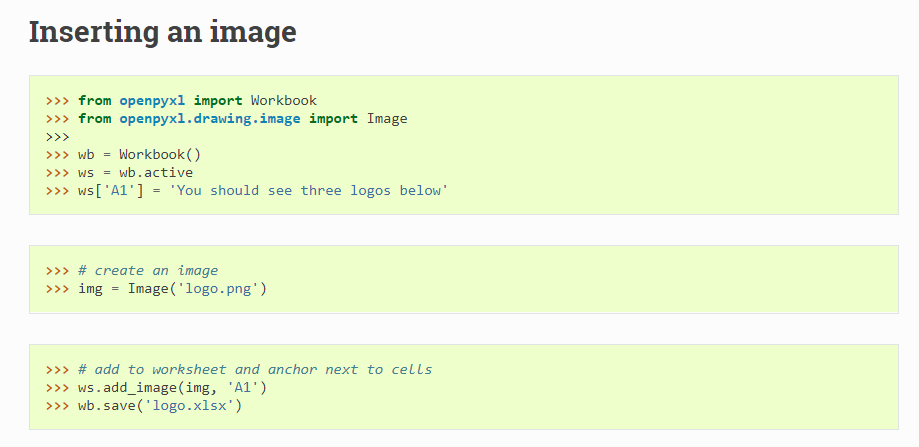 Inserting an image
>>> from openpyxl import Workbook
>>> from openpyxl.drawing.image import Image
>>>
>>> wb = Workbook()
>>> ws = wb.active
>>> ws['A1'] = 'You should see three logos below'
>>> # create an image
>>> img = Image('logo.png')
>>> # add to worksheet and anchor next to cells
>>> ws.add_image(img, 'A1')
>>> wb.save('logo.xlsx')